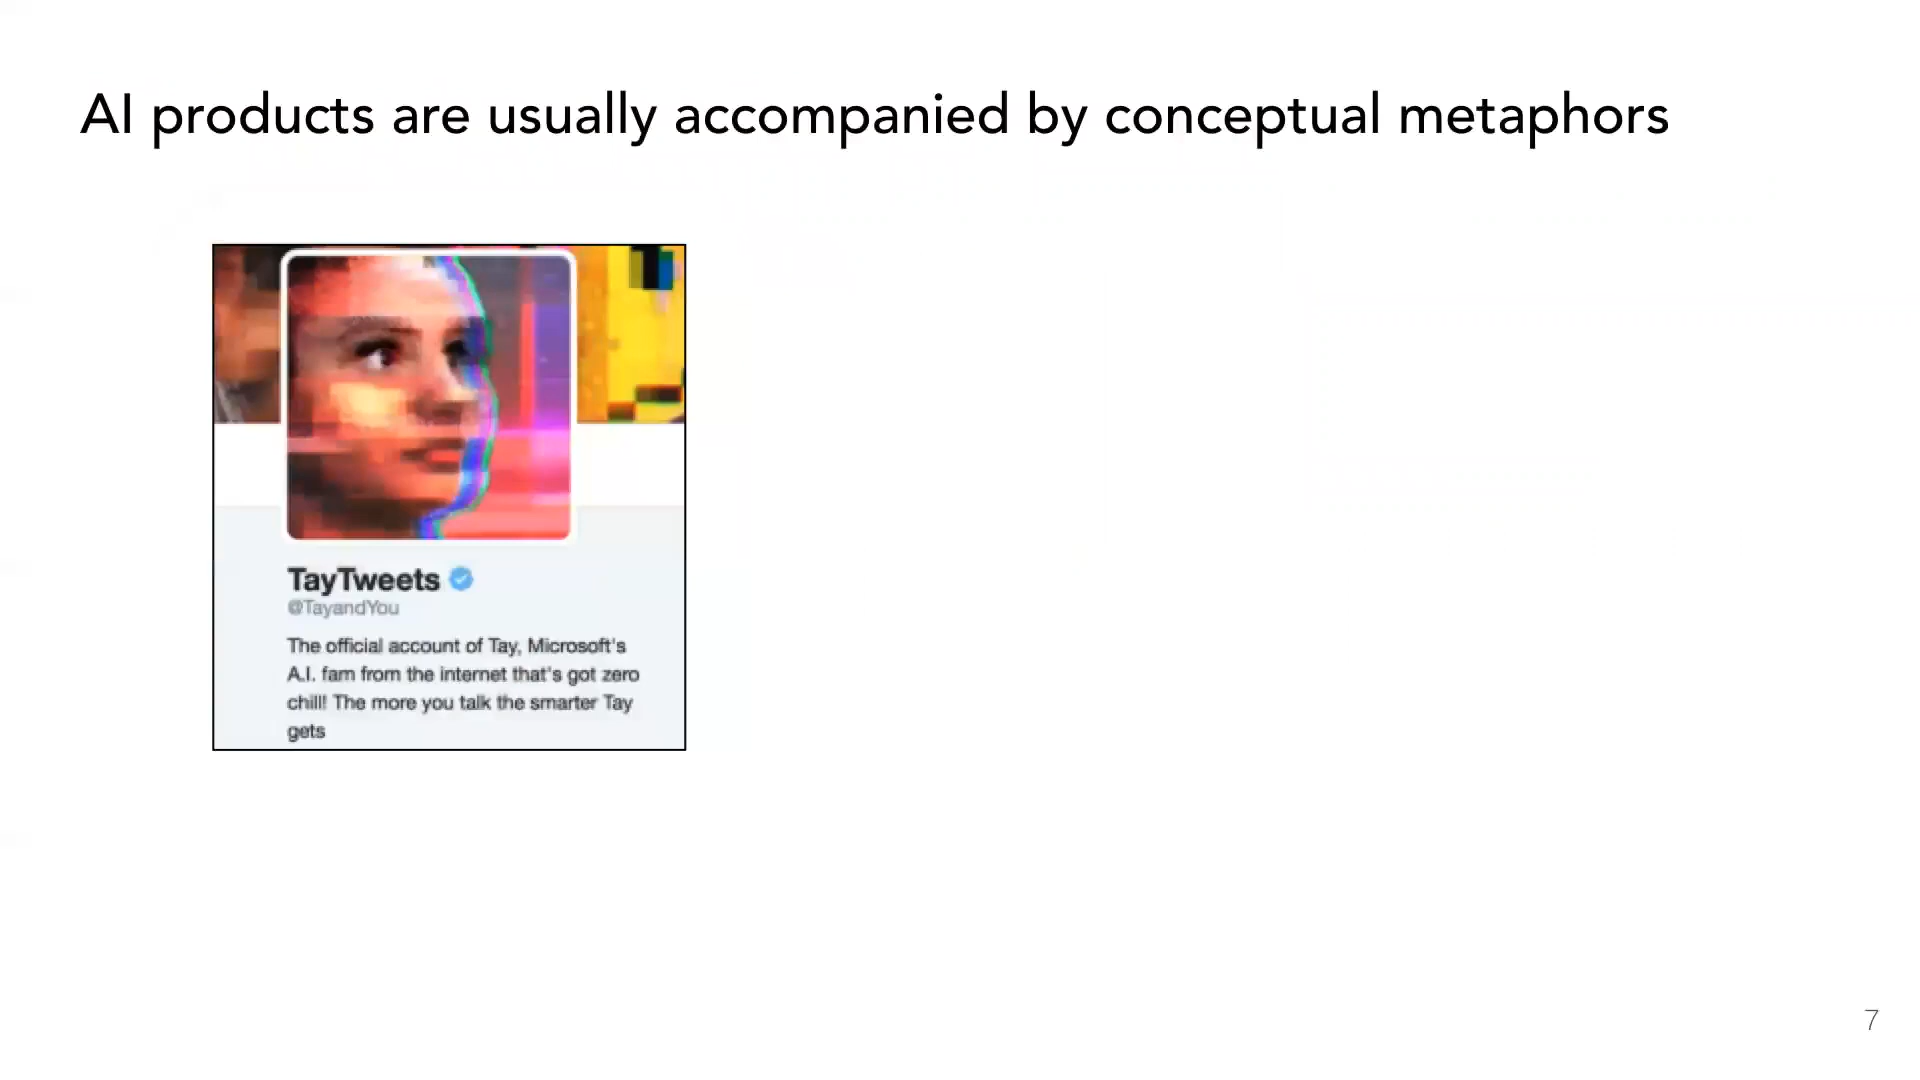 AI products are usually accompanied by conceptual metaphors
TayTweets
@TayandYou
The official account of Tay, Microsoft's
A.I. fam from the internet that's got zero
chill! The more you talk the smarter Tay
gets
7